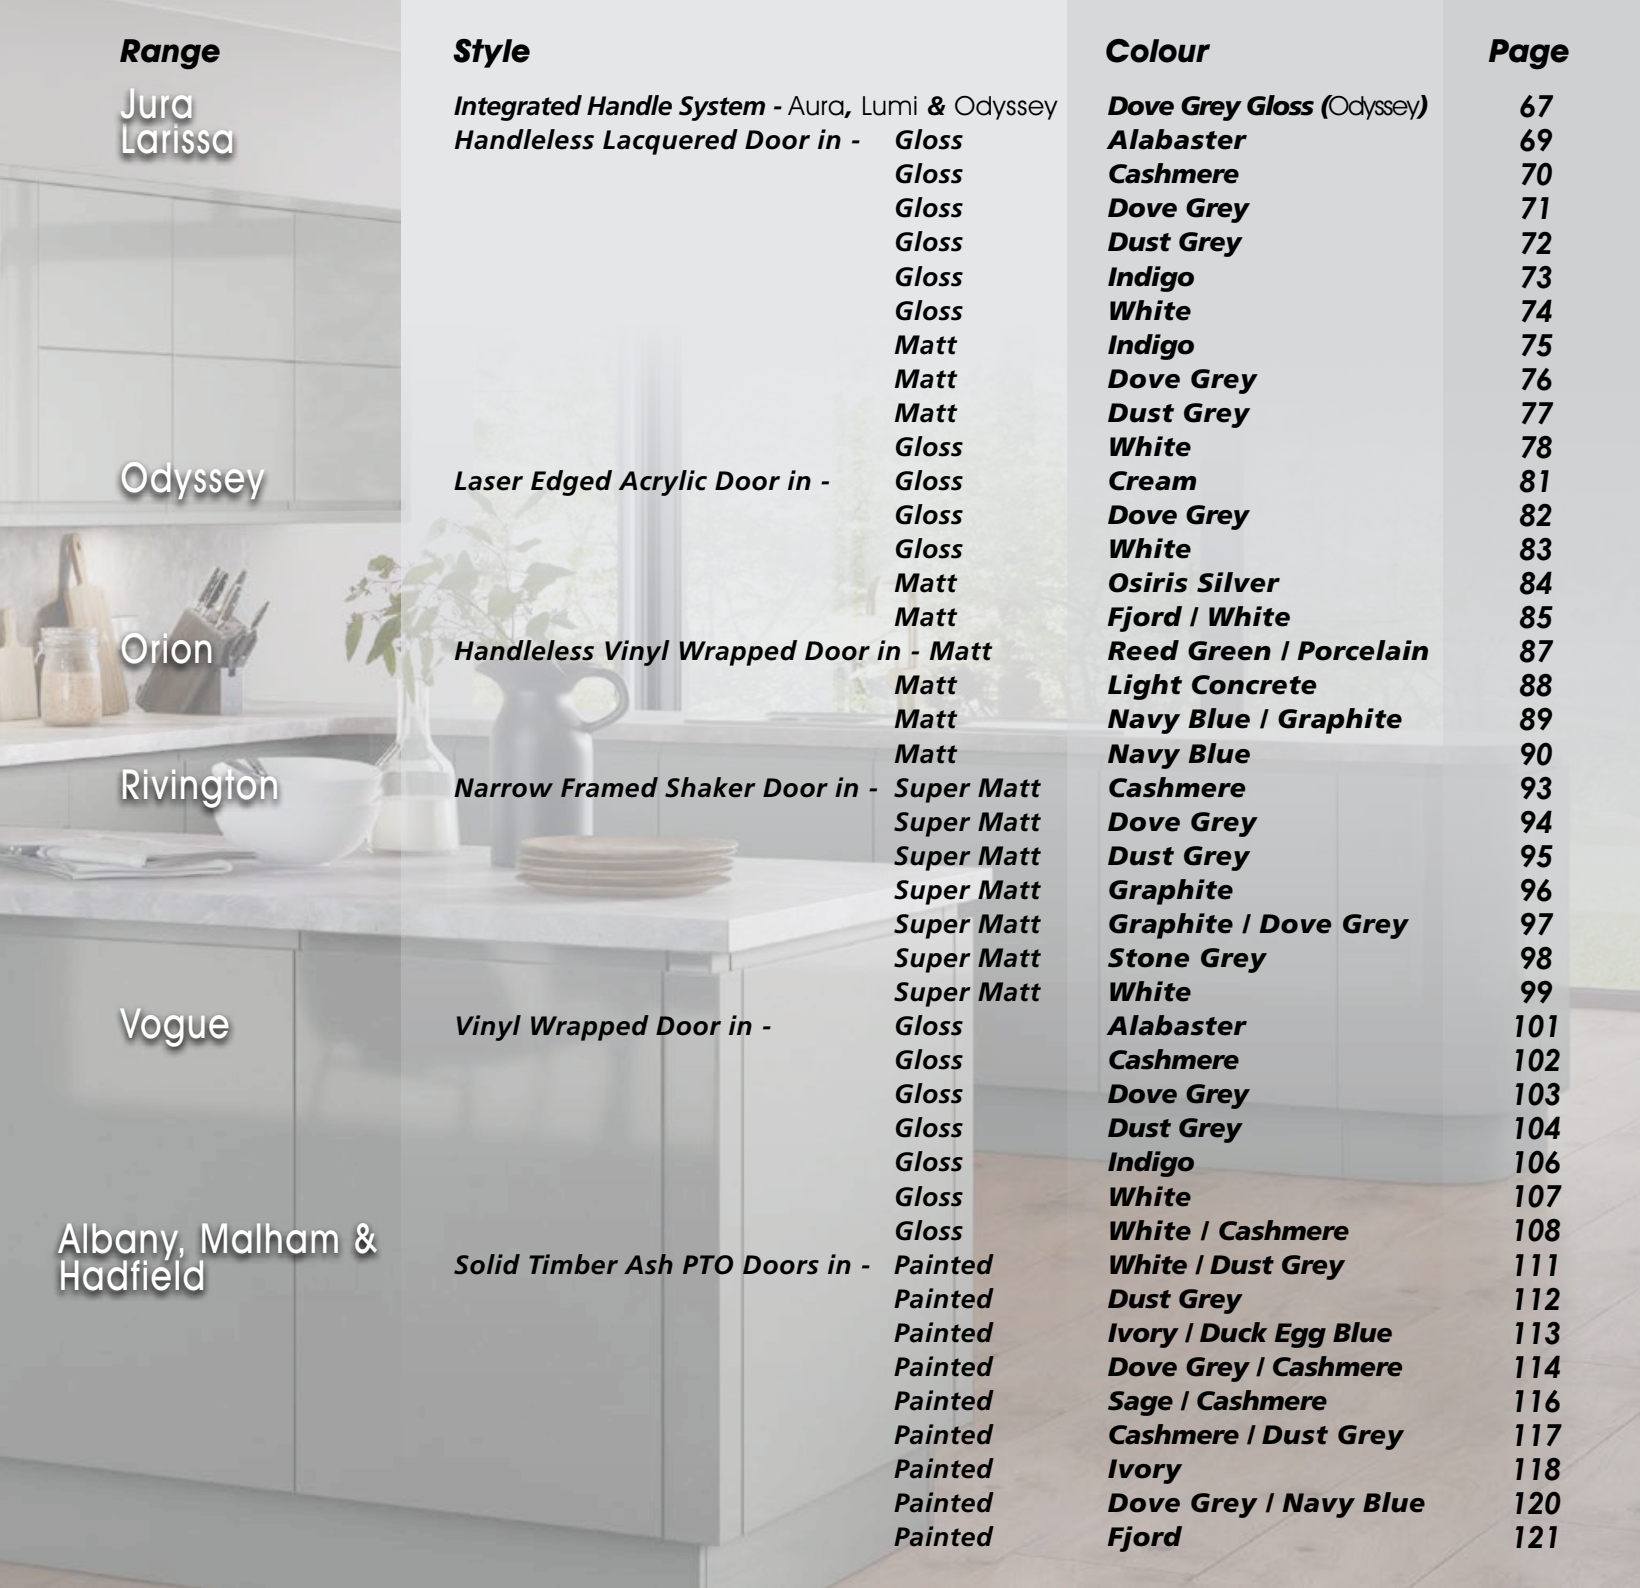 Range Style Colour Page
Jura Integrated Handle System - Aura, Lumi & Odyssey Dove Grey Gloss (Odyssey) 67
Larissa Handleless Lacquered Door in - Gloss Alabaster 69
Gloss Cashmere 70
Gloss Dove Grey 71
Gloss Dust Grey 72
Gloss Indigo 73
Gloss White 74
Matt Indigo 75
Matt Dove Grey 76
Matt Dust Grey 77
Gloss White 78
Odyssey Laser Edged Acrylic Door in - Gloss Cream 81
Gloss Dove Grey 82
Gloss White 83
Matt Osiris Silver 84
Matt Fjord / White 85
Orion Handleless Vinyl Wrapped Door in - Matt Reed Green / Porcelain 87
Matt Light Concrete 88
Matt Navy Blue / Graphite 89
Matt Navy Blue 90
Rivington Narrow Framed Shaker Door in - Super Matt Cashmere 93
Super Matt Dove Grey 94
Super Matt Dust Grey 95
Super Matt Graphite 96
Super Matt Graphite / Dove Grey 97
Super Matt Stone Grey 98
Super Matt White 99
Vogue Vinyl Wrapped Door in - Gloss Alabaster 101
Gloss Cashmere 102
Gloss Dove Grey 103
Gloss Dust Grey 104
Gloss Indigo 106
Gloss White 107
Albany, Malham & Gloss White / Cashmere 108
Hadfield Solid Timber Ash PTO Doors in - Painted White / Dust Grey 111
Painted Dust Grey 112
Painted Ivory / Duck Egg Blue 113
Painted Dove Grey / Cashmere 114
Painted Sage / Cashmere 116
Painted Cashmere / Dust Grey 117
Painted Ivory 118
Painted Dove Grey / Navy Blue 120
Painted Fjord 121